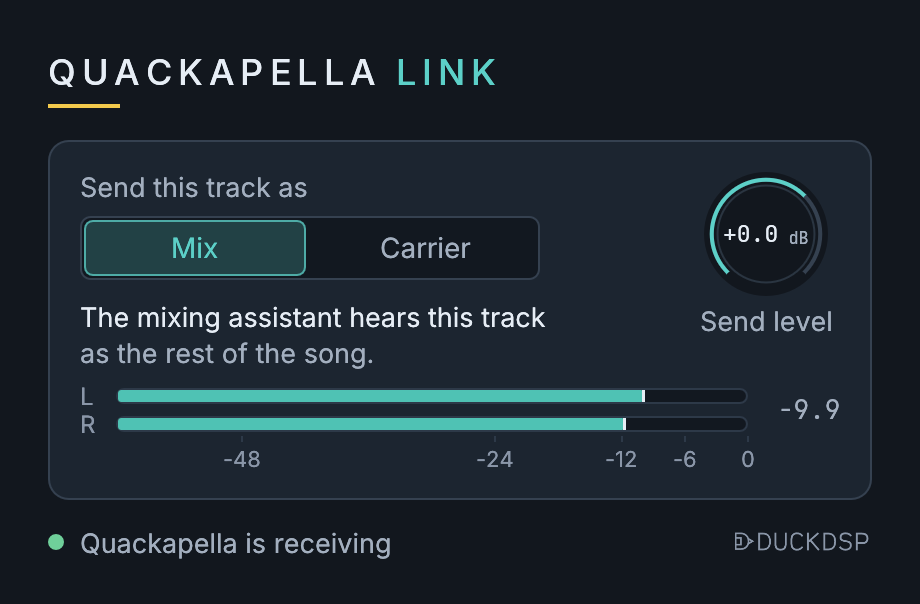 QUACKAPELLA LINK
Send this track as
Mix
Carrier
+0.0 dB
Send level
The mixing assistant hears this track
as the rest of the song.
L
R
-9.9
-48
-24
-12
-6
0
Quackapella is receiving
DUCKDSP